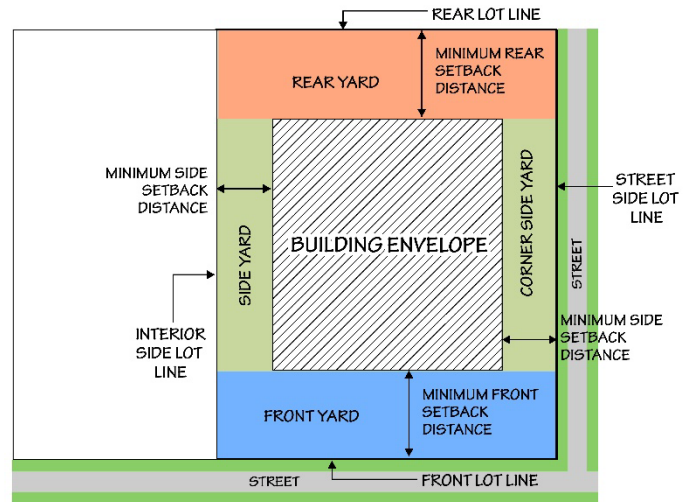 REAR LOT LINE
REAR YARD
MINIMUM REAR
SETBACK
DISTANCE
MINIMUM SIDE
SETBACK
DISTANCE
STREET
SIDE LOT
LINE
SIDE YARD
BUILDING ENVELOPE
CORNER SIDE YARD
STREET
INTERIOR
SIDE LOT
LINE
MINIMUM SIDE
SETBACK
DISTANCE
FRONT YARD
MINIMUM FRONT
SETBACK
DISTANCE
STREET
FRONT LOT LINE